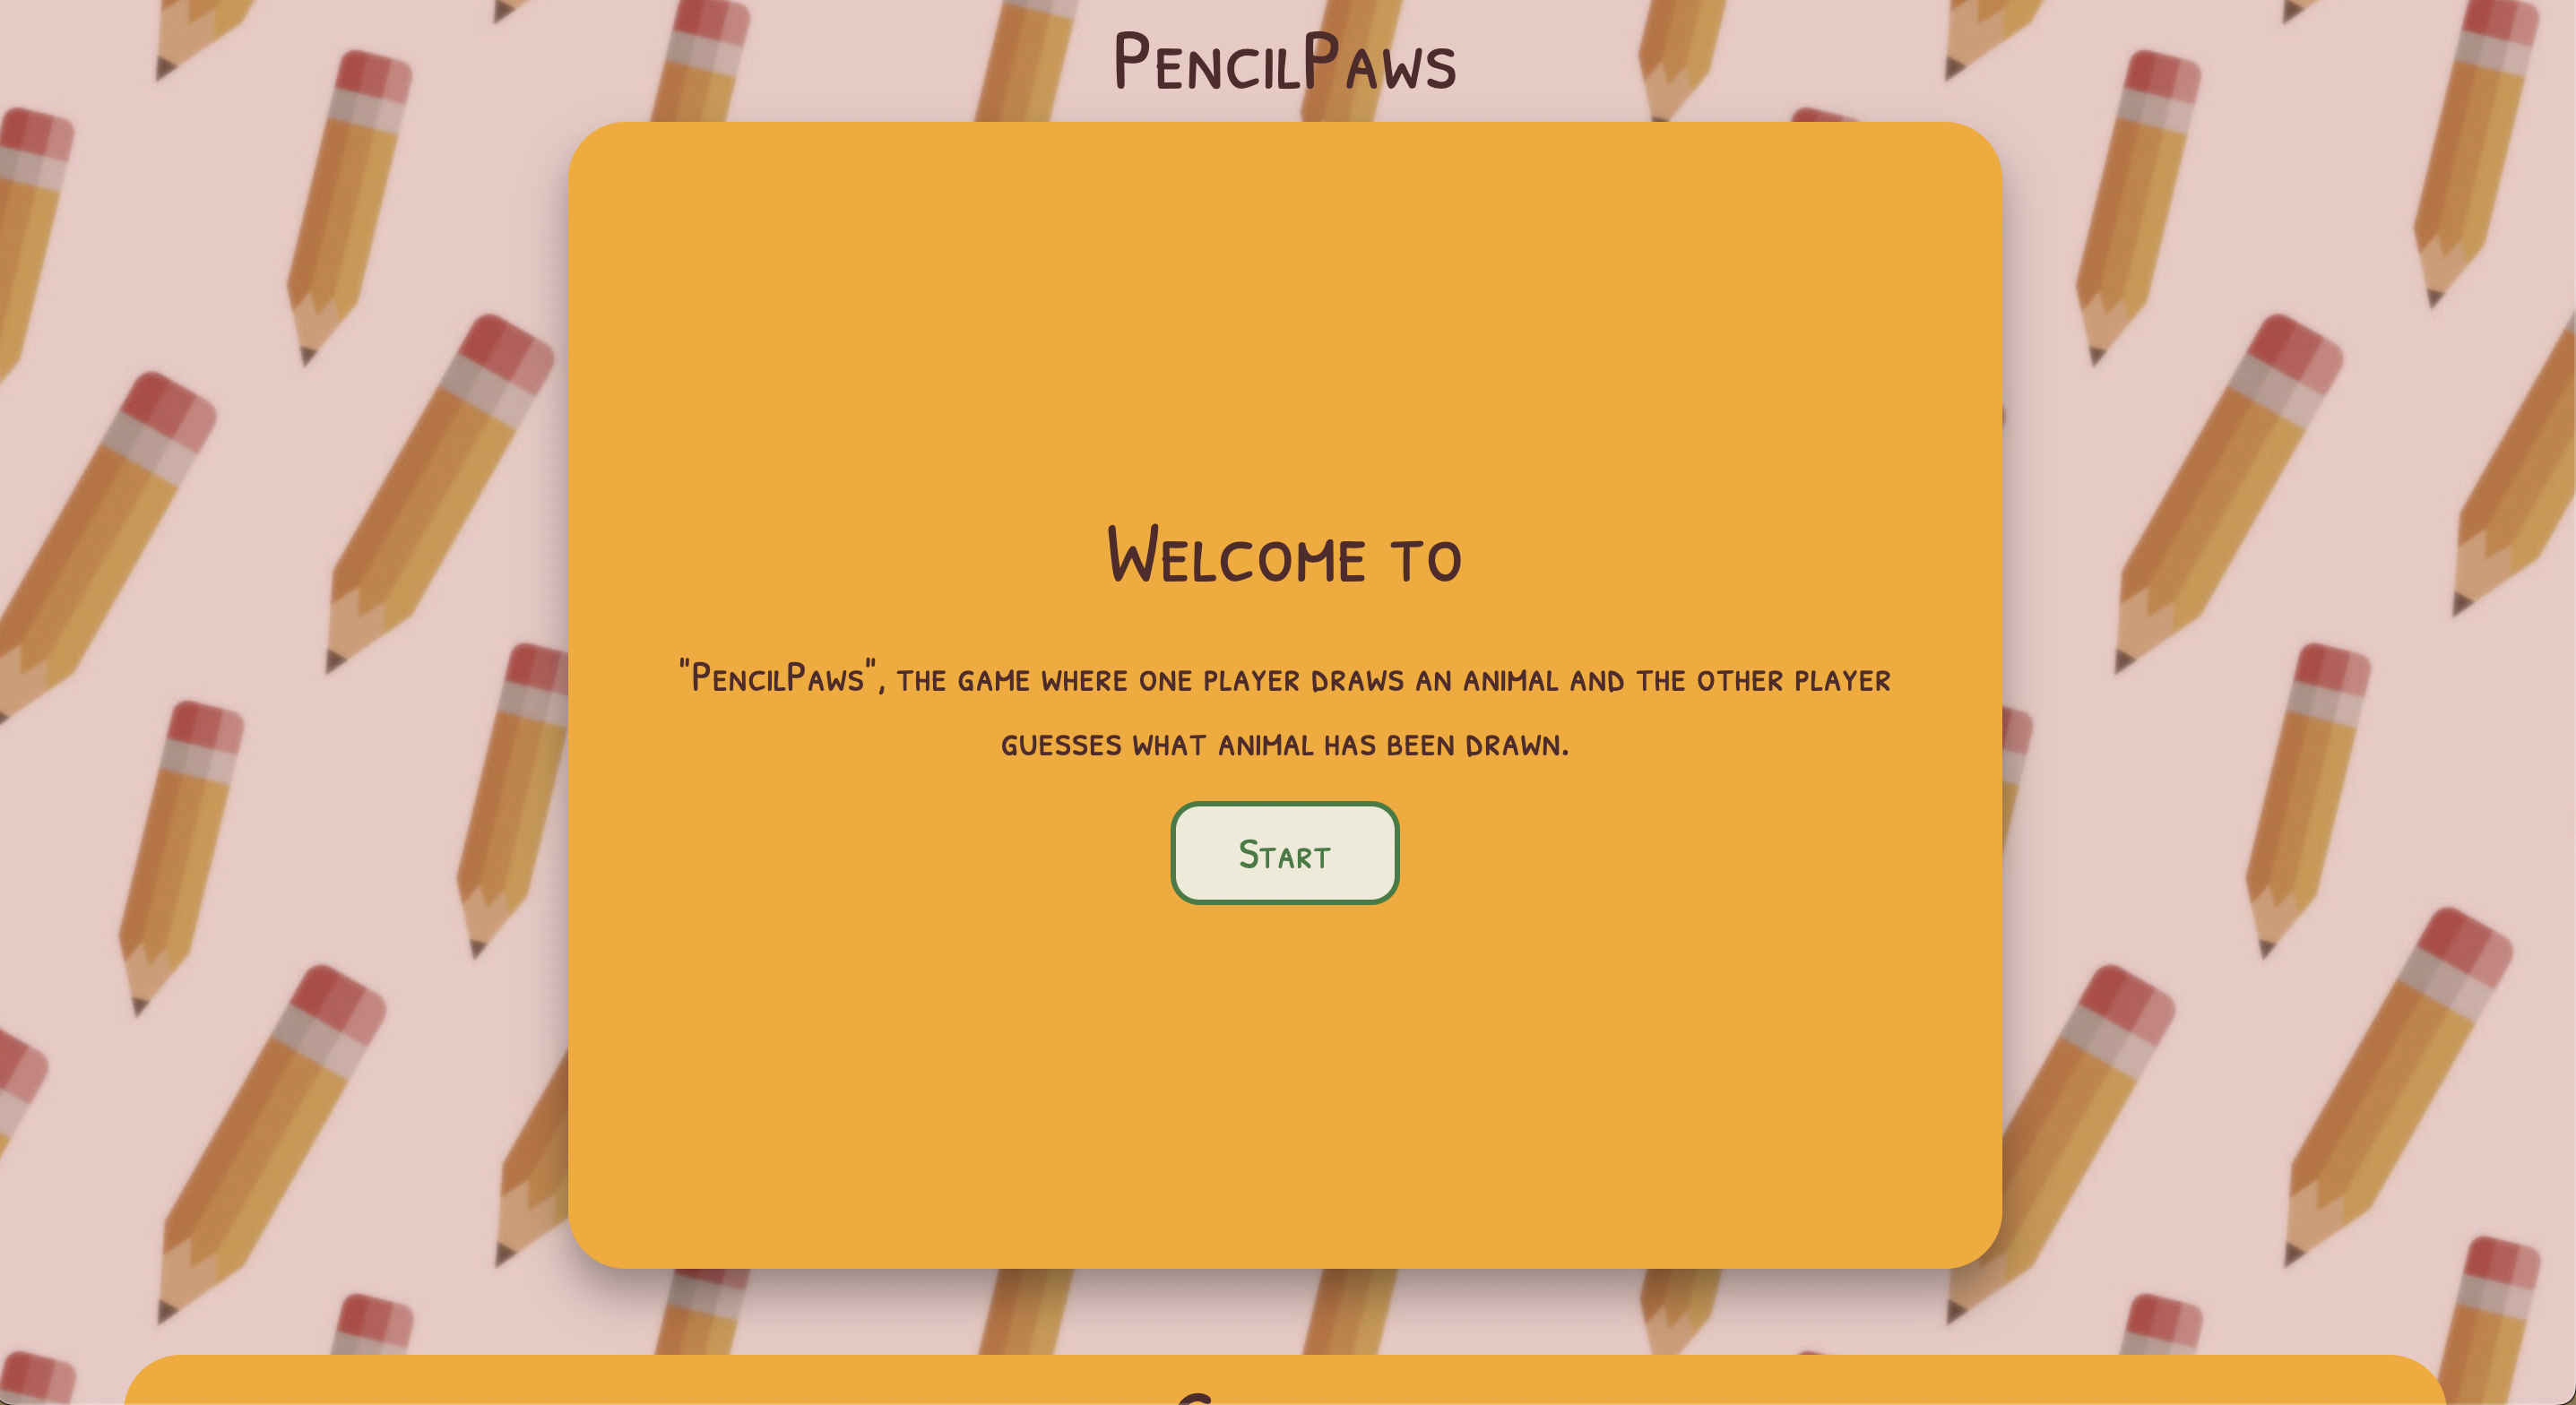 PencilPaws
Welcome to
"PencilPaws", the game where one player draws an animal and the other player
guesses what animal has been drawn.
Start